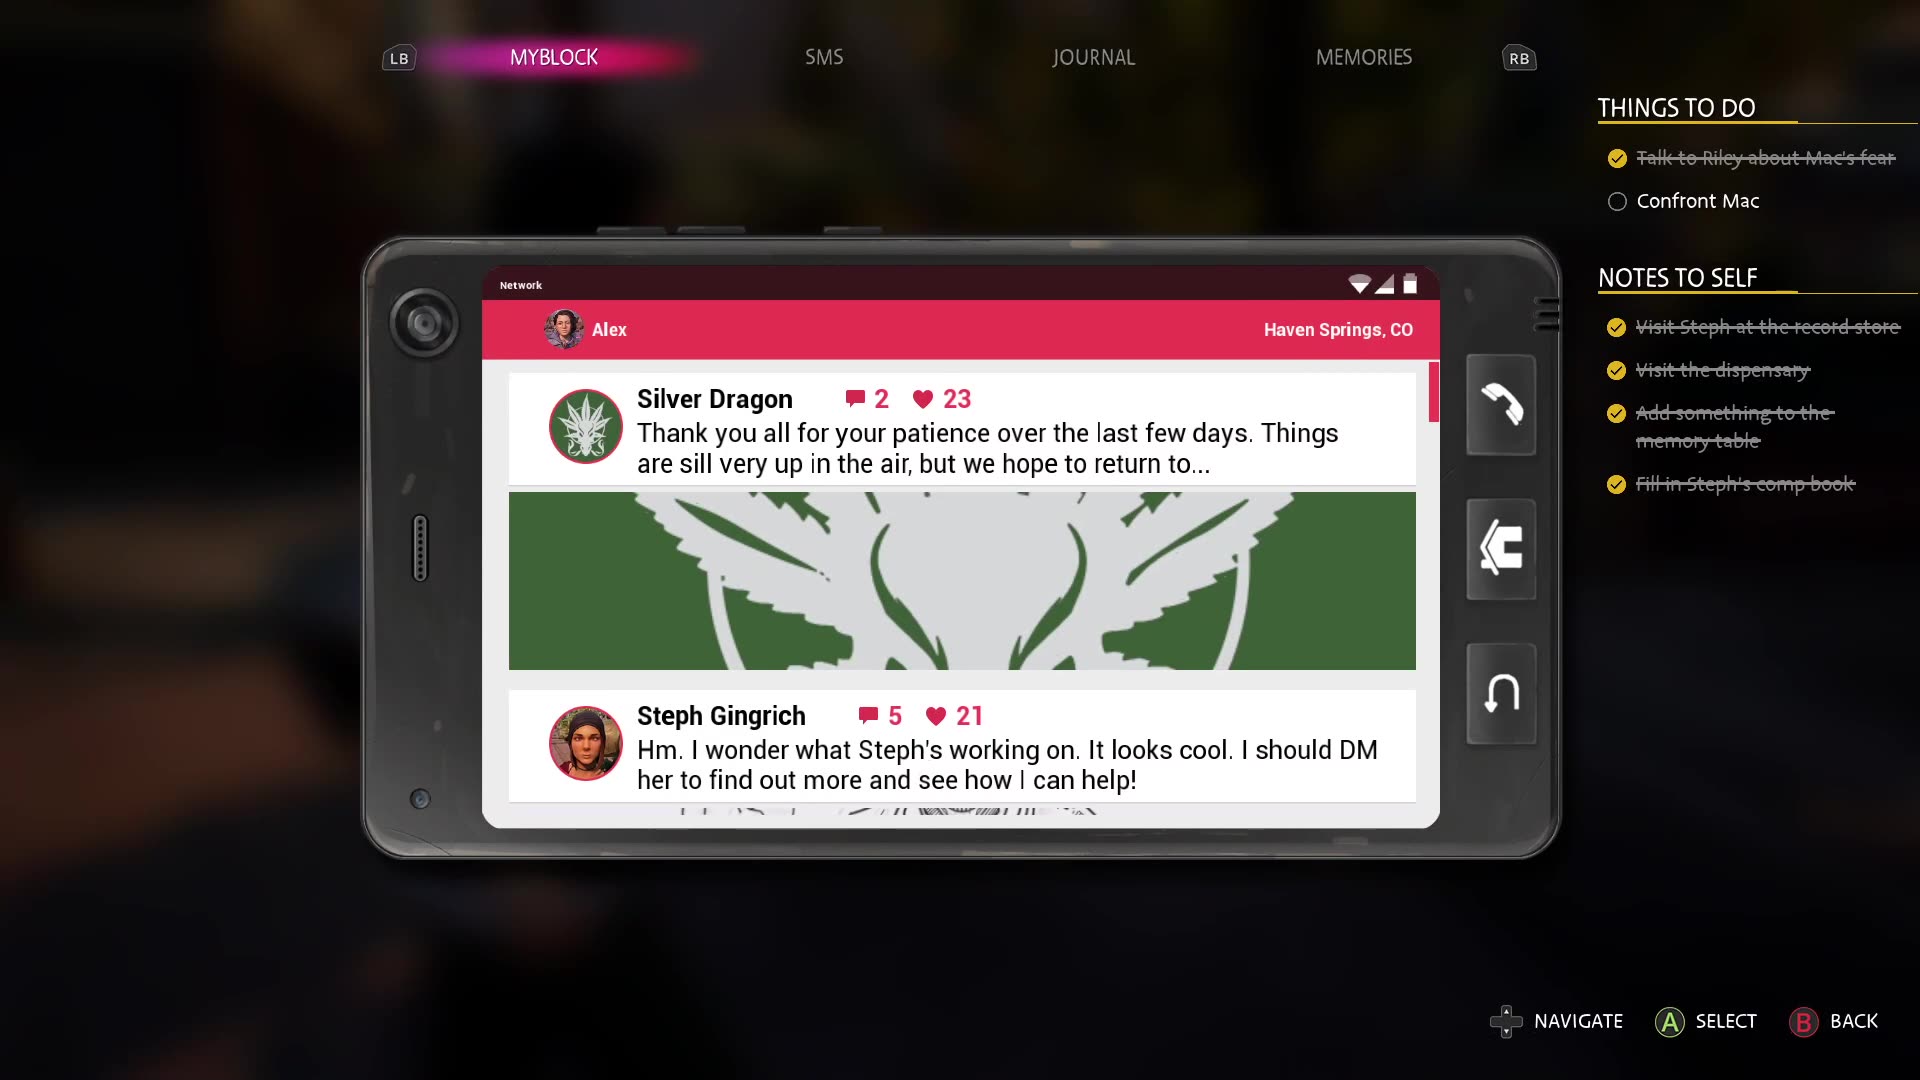 LB
MYBLOCK
SMS
JOURNAL
MEMORIES
RB
THINGS TO DO
Talk to Riley about Mac's fear
Confront Mac
NOTES TO SELF
Visit Steph at the record store
Visit the dispensary
Add something to the
memory table
Fill in Steph's comp book
Network
Alex
Haven Springs, CO
Silver Dragon 2 23
Thank you all for your patience over the last few days. Things
are sill very up in the air, but we hope to return to...
Steph Gingrich 5 21
Hm. I wonder what Steph's working on. It looks cool. I should DM
her to find out more and see how I can help!
NAVIGATE
A SELECT
B BACK